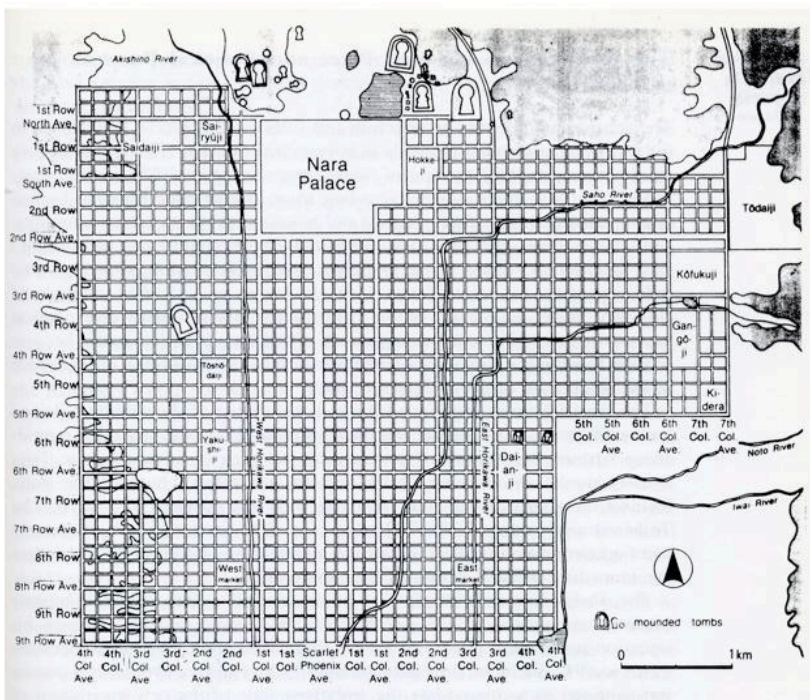 Akishino River
1st Row
North Ave.
1st Row
1st Row
South Ave.
2nd Row
2nd Row Ave.
3rd Row
3rd Row Ave.
4th Row
4th Row Ave.
5th Row
5th Row Ave.
6th Row
6th Row Ave.
7th Row
7th Row Ave.
8th Row
8th Row Ave.
9th Row
9th Row Ave.
Saidaiji
Sai-
ryūji
Nara
Palace
Hokke-
ji
Saho River
Tōdaiji
Kōfukuji
Gan-
gō-
ji
Ki-
dera
Tōshō-
daiji
Yaku-
shi-
ji
West Horikawa River
East Horikawa River
Dai-
an-
ji
5th
Col.
5th
Col.
Ave.
6th
Col.
6th
Col.
Ave.
7th
Col.
7th
Col.
Ave.
Noto River
Iwai River
West
market
East
market
mounded tombs
0 1km
4th
Col.
Ave.
4th
Col.
3rd
Col.
Ave.
3rd
Col.
2nd
Col.
Ave.
2nd
Col.
1st
Col.
Ave.
1st
Col.
Scarlet
Phoenix
Ave.
1st
Col.
1st
Col.
Ave.
2nd
Col.
2nd
Col.
Ave.
3rd
Col.
3rd
Col.
Ave.
4th
Col.
4th
Col.
Ave.